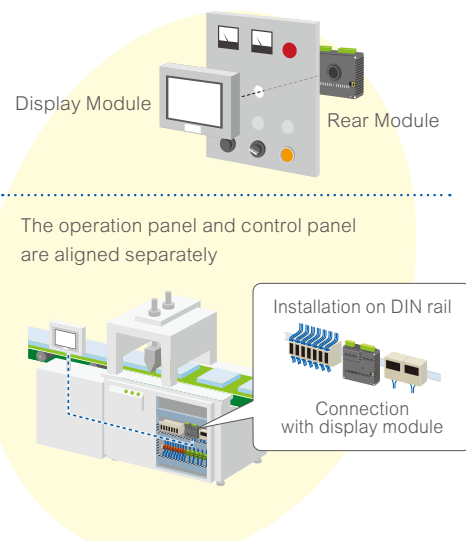 Display Module
Rear Module
The operation panel and control panel
are aligned separately
Installation on DIN rail
Connection
with display module